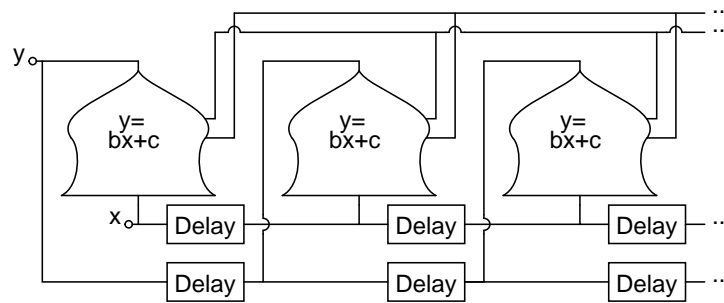 ..
..
y
y=
bx+c
y=
bx+c
y=
bx+c
x
Delay
Delay
Delay
..
Delay
Delay
Delay
..